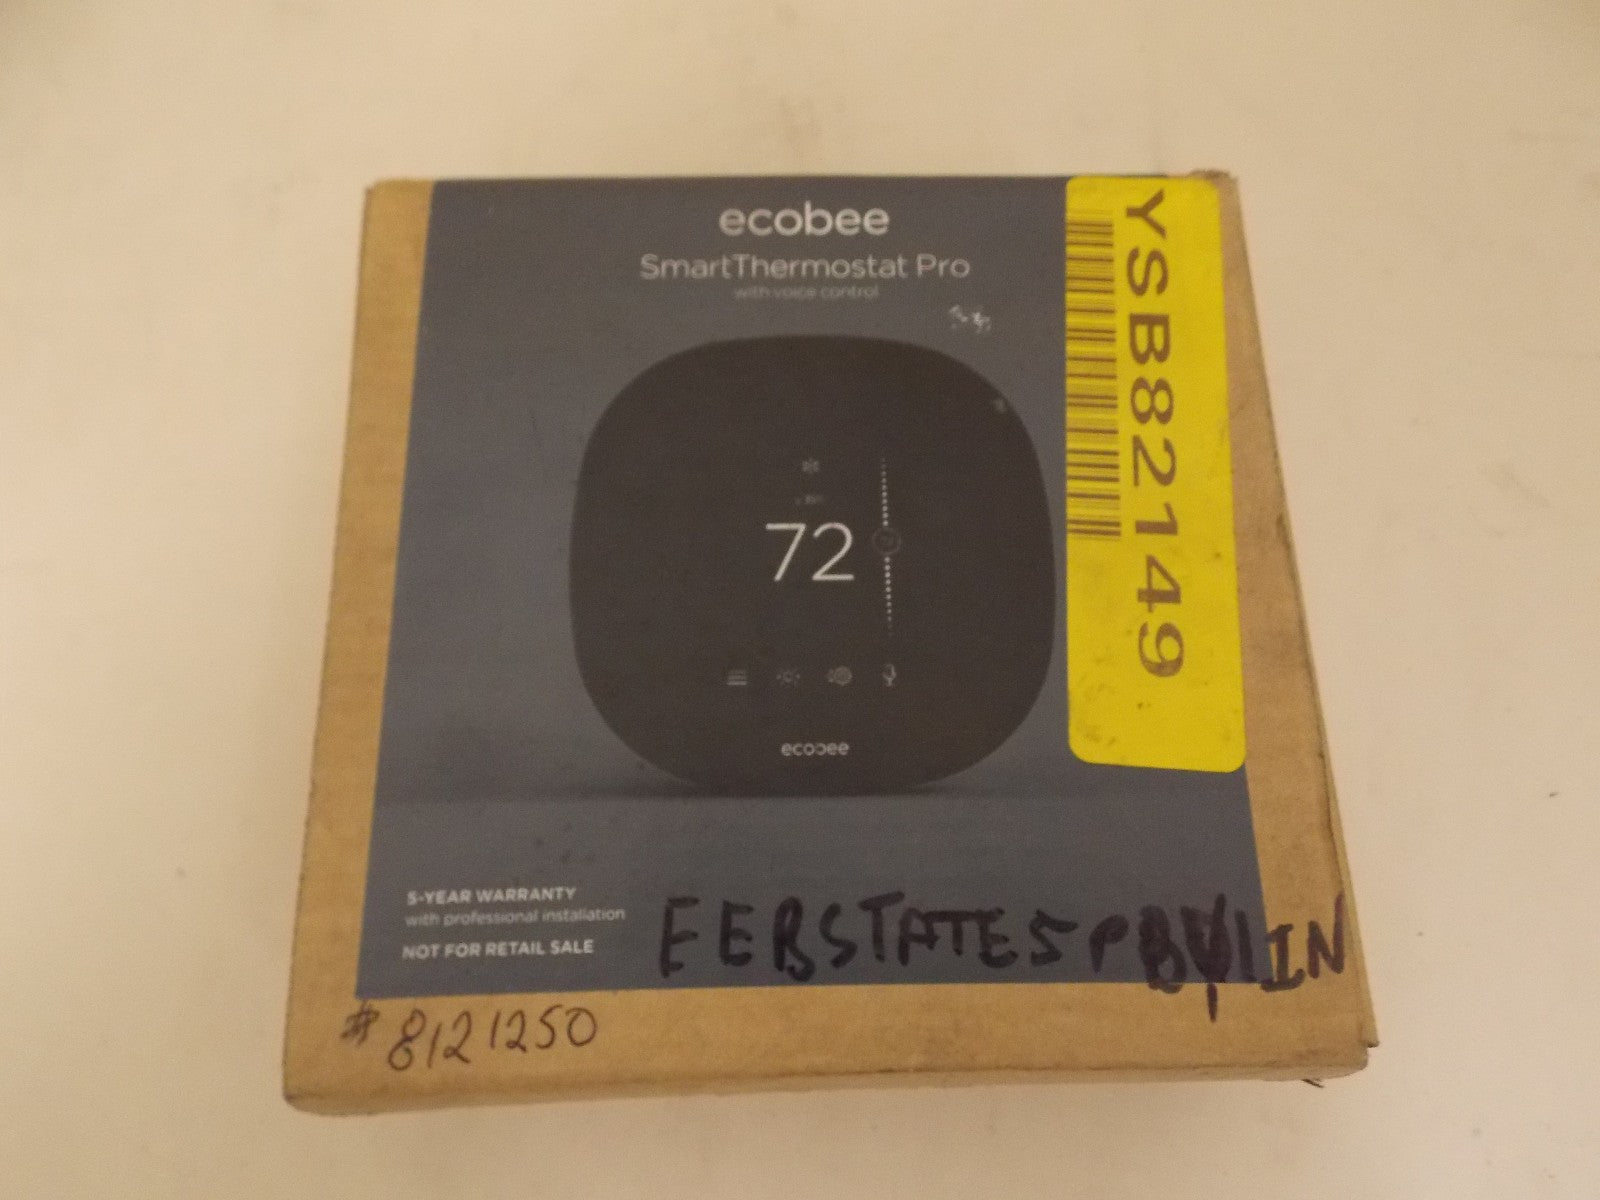 ecobee
SmartThermostat Pro
with voice control
YSB82149
72
ecobee
5-YEAR WARRANTY
with professional installation
NOT FOR RETAIL SALE
#8121250